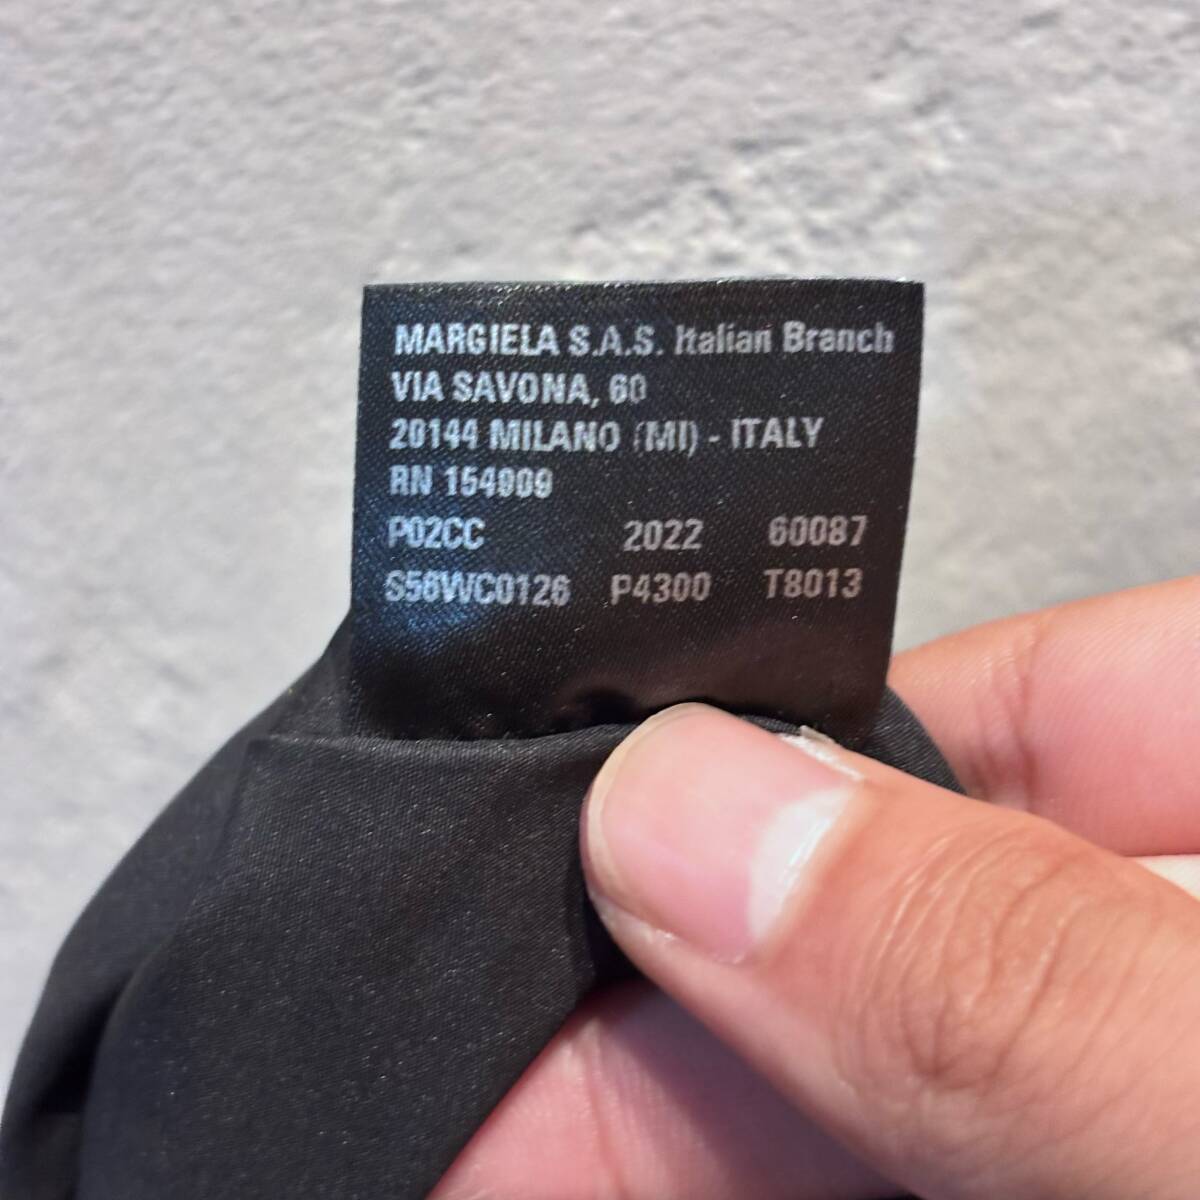 MARGIELA S.A.S. Italian Branch
VIA SAVONA, 60
20144 MILANO (MI) - ITALY
RN 154909
P02CC 2022 60087
S56WC0126 P4300 T8013